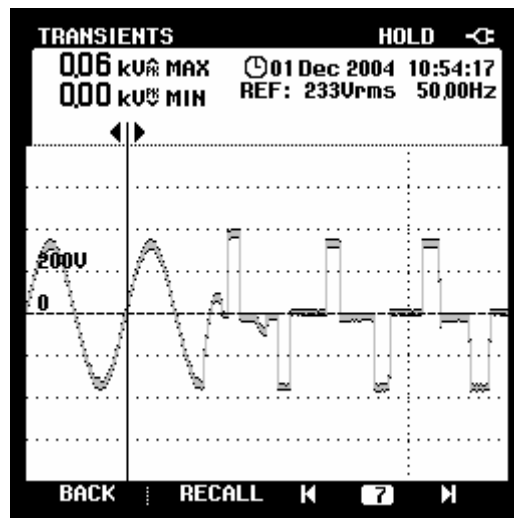 TRANSIENTS HOLD
0,06 kV MAX 01 Dec 2004 10:54:17
0,00 kV MIN REF: 233Vrms 50,00Hz
200V
0
BACK RECALL 7